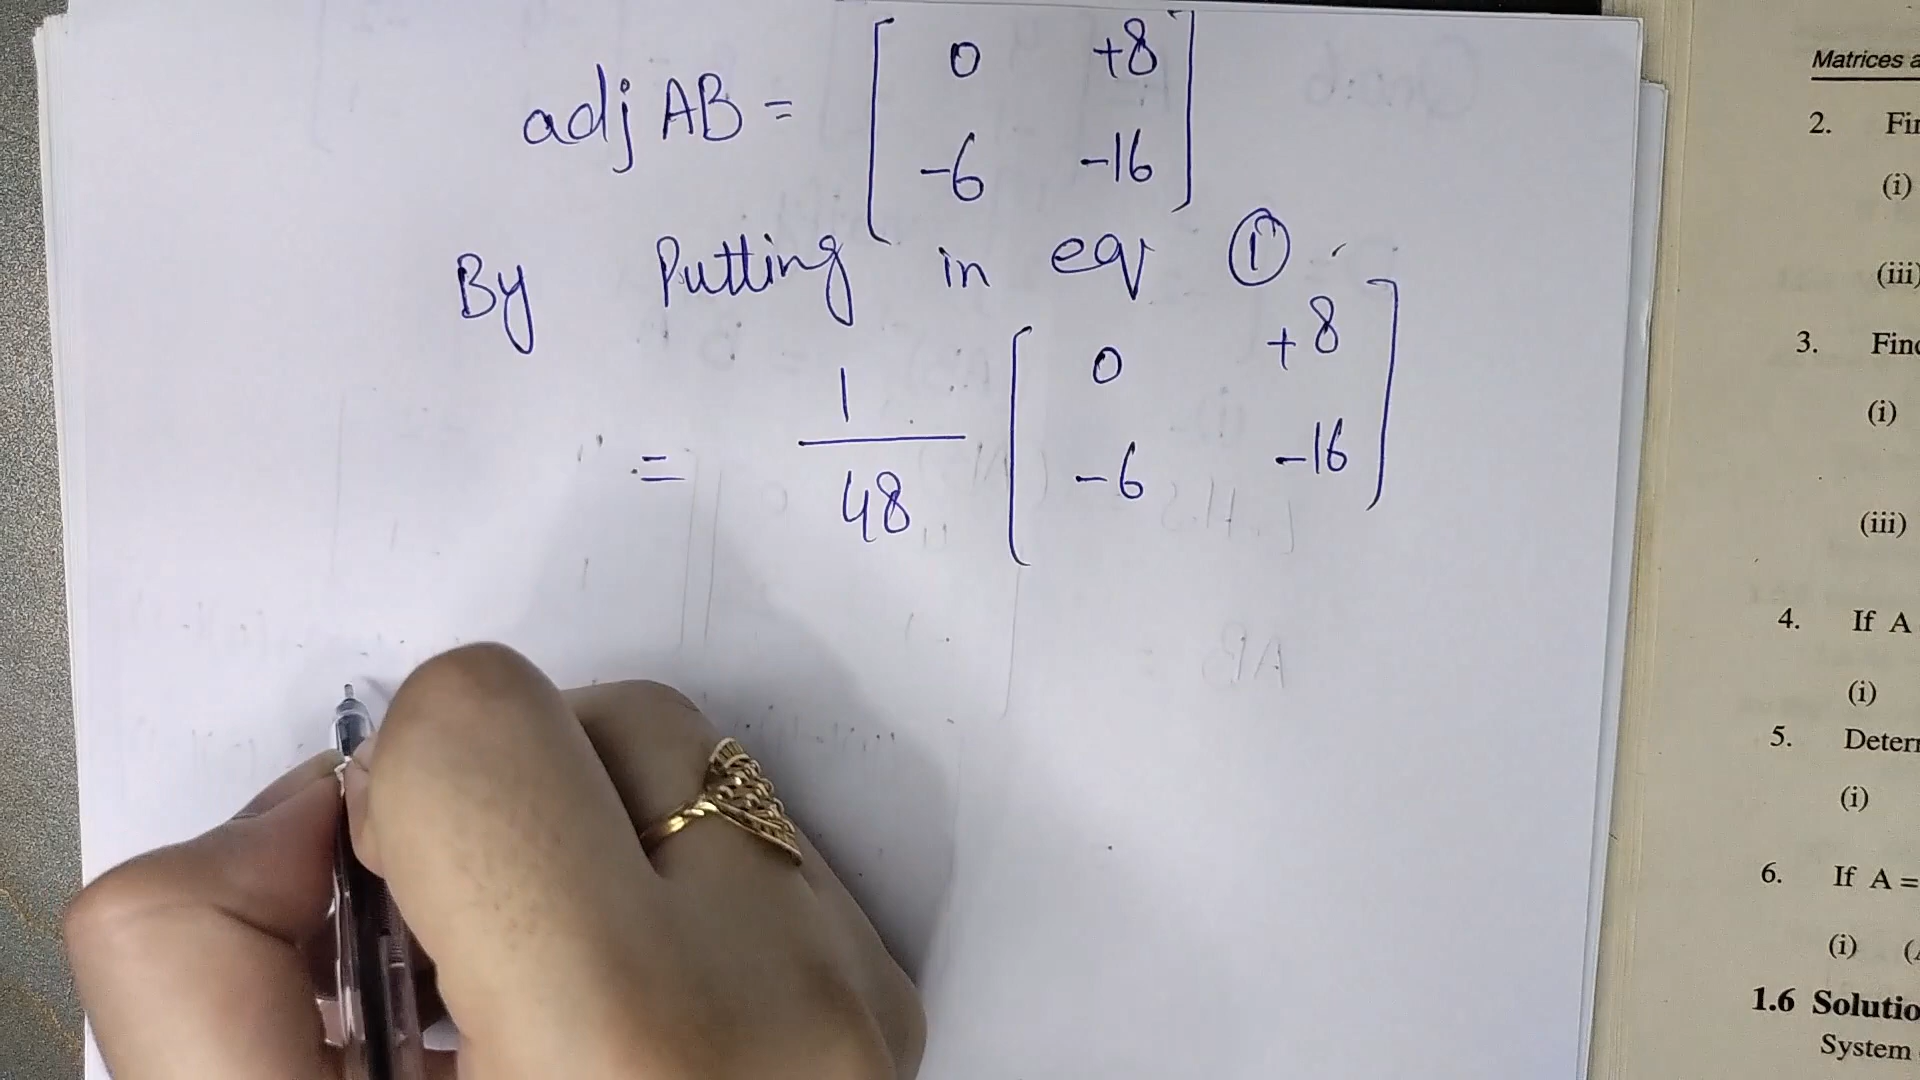 adj AB = [ 0 +8
-6 -16 ]
By Putting in eq ①
= 1/48 [ 0 +8
-6 -16 ]
Matrices a
2. Fin
(i)
(iii)
3. Find
(i)
(iii)
4. If A
(i)
5. Deter
(i)
6. If A =
(i)
1.6 Solutio
System